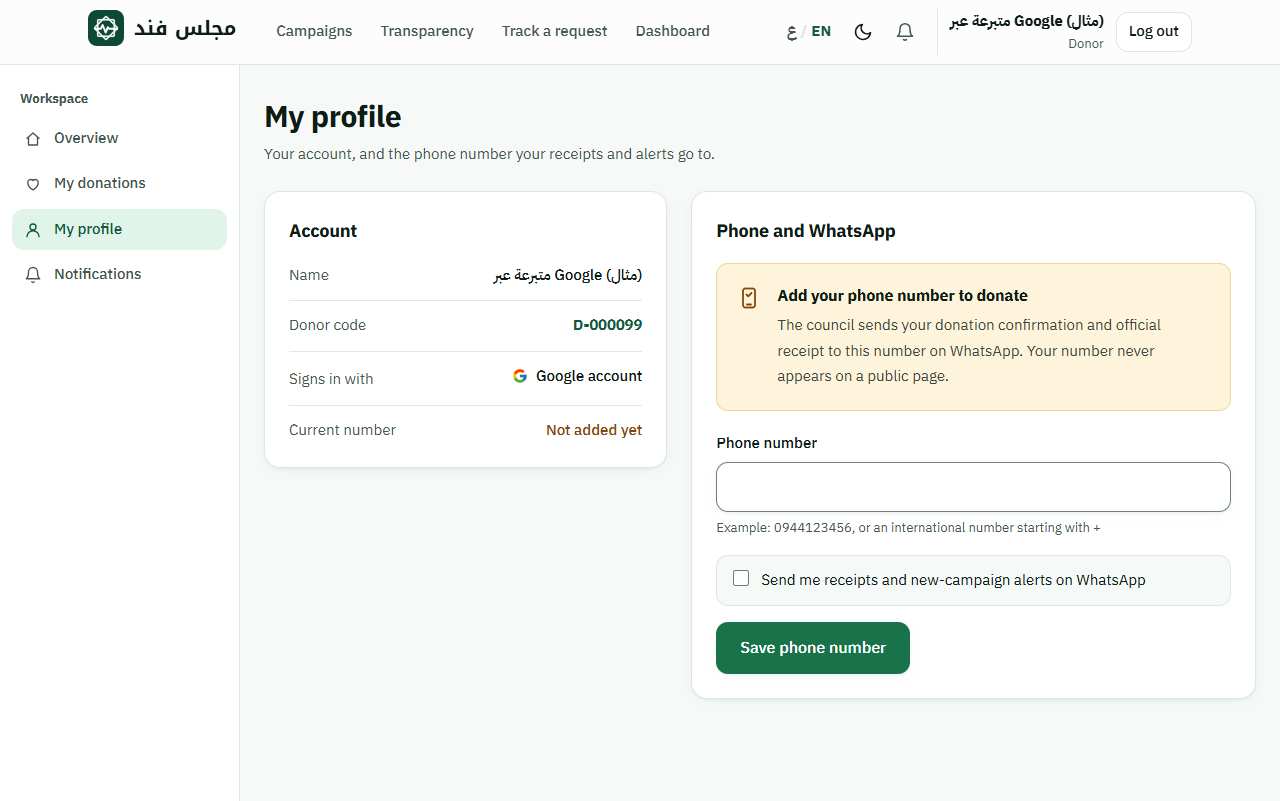 مجلس فند
Campaigns
Transparency
Track a request
Dashboard
ع / EN
متبرعة عبر Google (مثال)
Donor
Log out
Workspace
Overview
My donations
My profile
Notifications
My profile
Your account, and the phone number your receipts and alerts go to.
Account
Name
متبرعة عبر Google (مثال)
Donor code
D-000099
Signs in with
Google account
Current number
Not added yet
Phone and WhatsApp
Add your phone number to donate
The council sends your donation confirmation and official
receipt to this number on WhatsApp. Your number never
appears on a public page.
Phone number
Example: 0944123456, or an international number starting with +
Send me receipts and new-campaign alerts on WhatsApp
Save phone number